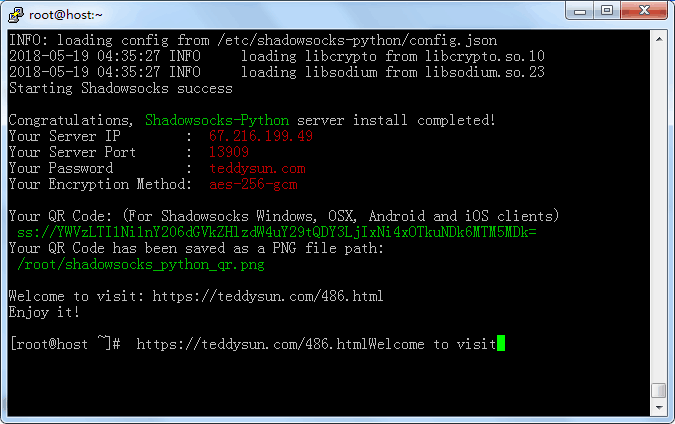 root@host:~
INFO: loading config from /etc/shadowsocks-python/config.json
2018-05-19 04:35:27 INFO     loading libcrypto from libcrypto.so.10
2018-05-19 04:35:27 INFO     loading libsodium from libsodium.so.23
Starting Shadowsocks success
Congratulations, Shadowsocks-Python server install completed!
Your Server IP        :  67.216.199.49
Your Server Port      :  13909
Your Password         :  teddysun.com
Your Encryption Method:  aes-256-gcm
Your QR Code: (For Shadowsocks Windows, OSX, Android and iOS clients)
ss://YWVzLTI1Ni1nY206dGVkZHlzdW4uY29tQDY3LjIxNi4xOTkuNDk6MTM5MDk=
Your QR Code has been saved as a PNG file path:
/root/shadowsocks_python_qr.png
Welcome to visit: https://teddysun.com/486.html
Enjoy it!
[root@host ~]#  https://teddysun.com/486.htmlWelcome to visit